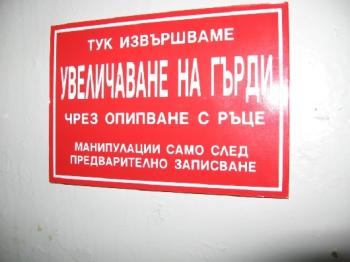 ТУК ИЗВЪРШВАМЕ
УВЕЛИЧАВАНЕ НА ГЪРДИ
ЧРЕЗ ОПИПВАНЕ С РЪЦЕ
МАНИПУЛАЦИИ САМО СЛЕД
ПРЕДВАРИТЕЛНО ЗАПИСВАНЕ